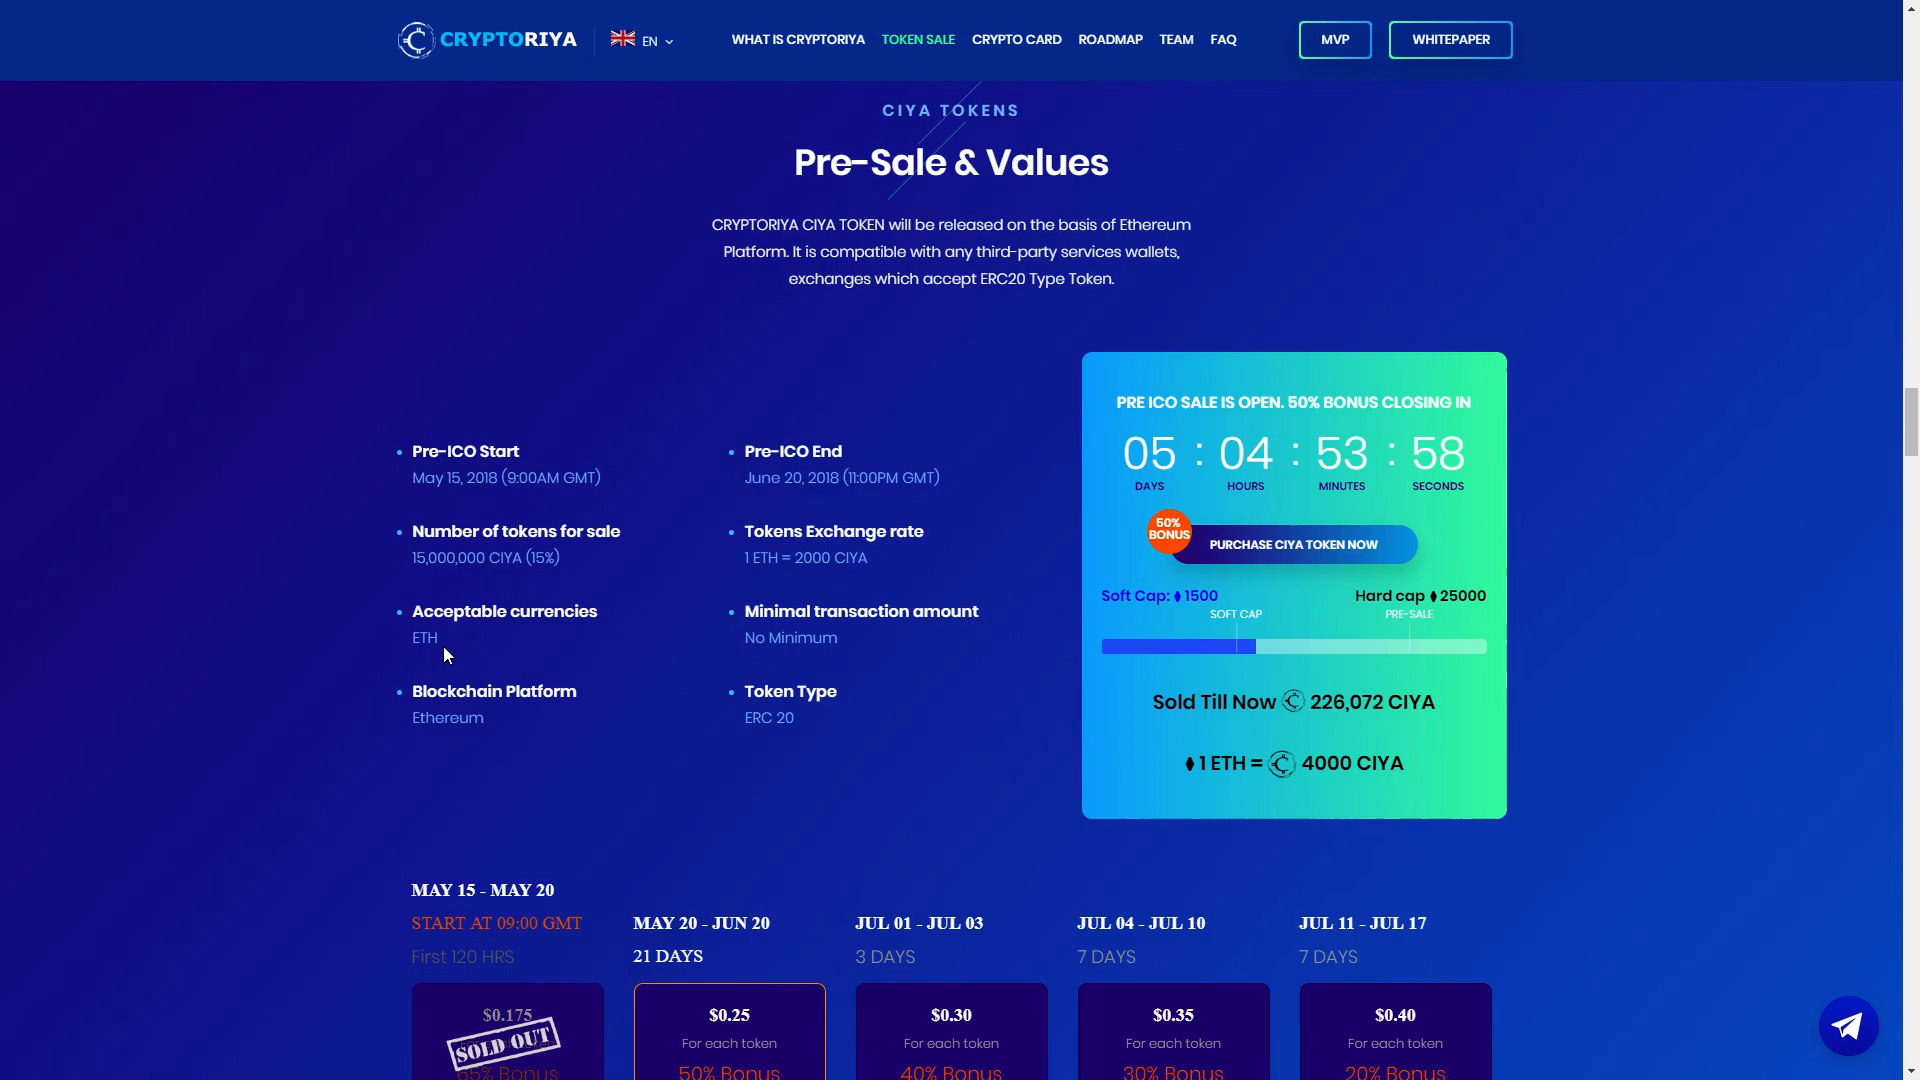 CRYPTORIYA
EN
WHAT IS CRYPTORIYA
TOKEN SALE
CRYPTO CARD
ROADMAP
TEAM
FAQ
MVP
WHITEPAPER
CIYA TOKENS
Pre-Sale & Values
CRYPTORIYA CIYA TOKEN will be released on the basis of Ethereum
Platform. It is compatible with any third-party services wallets,
exchanges which accept ERC20 Type Token.
Pre-ICO Start
May 15, 2018 (9:00AM GMT)
Pre-ICO End
June 20, 2018 (11:00PM GMT)
Number of tokens for sale
15,000,000 CIYA (15%)
Tokens Exchange rate
1 ETH = 2000 CIYA
Acceptable currencies
ETH
Minimal transaction amount
No Minimum
Blockchain Platform
Ethereum
Token Type
ERC 20
PRE ICO SALE IS OPEN. 50% BONUS CLOSING IN
05 : 04 : 53 : 58
DAYS HOURS MINUTES SECONDS
50%
BONUS
PURCHASE CIYA TOKEN NOW
Soft Cap: 1500
Hard cap 25000
SOFT CAP
PRE-SALE
Sold Till Now 226,072 CIYA
1 ETH = 4000 CIYA
MAY 15 - MAY 20
START AT 09:00 GMT
First 120 HRS
$0.175
SOLD OUT
65% Bonus
MAY 20 - JUN 20
21 DAYS
$0.25
For each token
50% Bonus
JUL 01 - JUL 03
3 DAYS
$0.30
For each token
40% Bonus
JUL 04 - JUL 10
7 DAYS
$0.35
For each token
30% Bonus
JUL 11 - JUL 17
7 DAYS
$0.40
For each token
20% Bonus